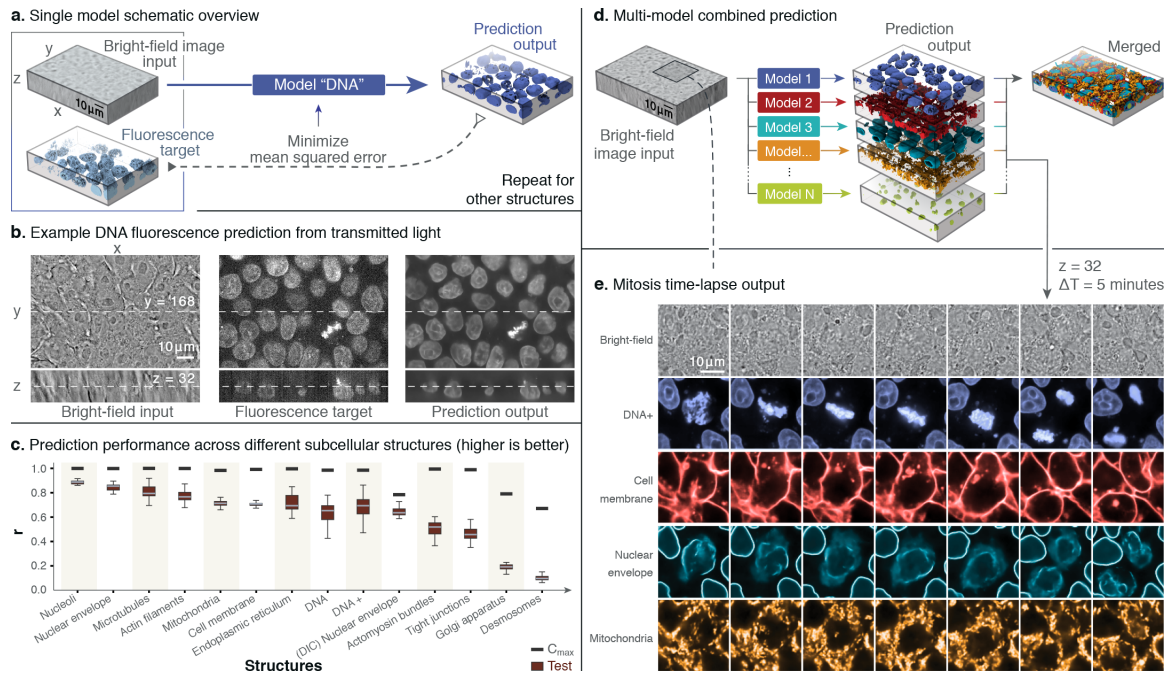 a. Single model schematic overview
y
Bright-field image
input
z
10μm
x
Model “DNA”
Prediction
output
Fluorescence
target
Minimize
mean squared error
Repeat for
other structures
b. Example DNA fluorescence prediction from transmitted light
x
y
y = 168
10μm
z
z = 32
Bright-field input
Fluorescence target
Prediction output
c. Prediction performance across different subcellular structures (higher is better)
r
1.0
0.8
0.6
0.4
0.2
0.0
Nucleoli
Nuclear envelope
Microtubules
Actin filaments
Mitochondria
Cell membrane
Endoplasmic reticulum
DNA
DNA +
(DIC) Nuclear envelope
Actomyosin bundles
Tight junctions
Golgi apparatus
Desmosomes
Structures
Cmax
Test
d. Multi-model combined prediction
10μm
Bright-field
image input
Model 1
Model 2
Model 3
Model...
⋮
Model N
Prediction
output
Merged
z = 32
ΔT = 5 minutes
e. Mitosis time-lapse output
Bright-field
10μm
DNA+
Cell
membrane
Nuclear
envelope
Mitochondria